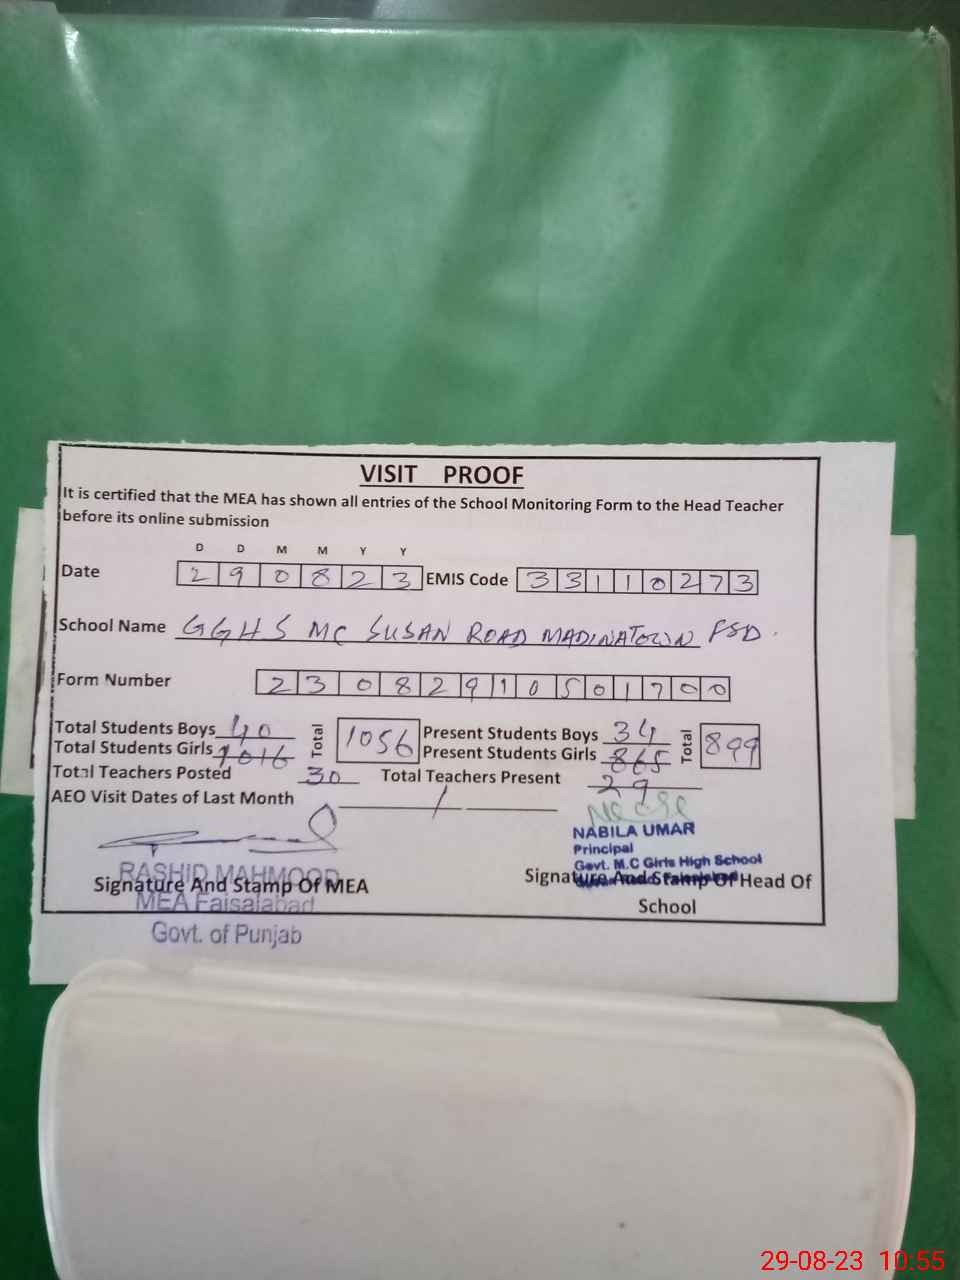 VISIT PROOF
It is certified that the MEA has shown all entries of the School Monitoring Form to the Head Teacher
before its online submission
D D M M Y Y
Date 2 9 0 8 2 3 EMIS Code 3 3 1 1 0 2 7 3
School Name GGHS MC SUSAN ROAD MADINATOWN FSD.
Form Number 2 3 0 8 2 9 1 0 5 0 1 7 0 0
Total Students Boys 40 Total 1056 Present Students Boys 34 Total 899
Total Students Girls 1016 Present Students Girls 865
Total Teachers Posted 30 Total Teachers Present 29
AEO Visit Dates of Last Month /
NABILA UMAR
Principal
Govt. M.C Girls High School
RASHID MAHMOOD
Signature And Stamp Of MEA
Signature And Stamp Of Head Of
School
MEA Faisalabad
Govt. of Punjab
29-08-23 10:55